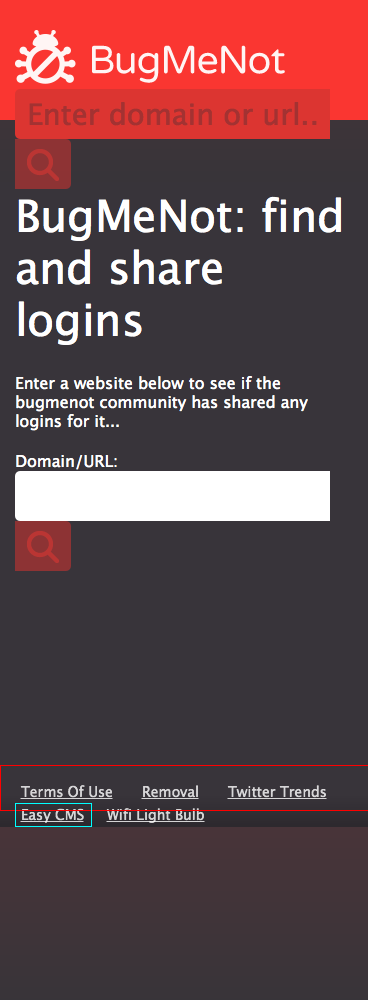 BugMeNot
Enter domain or url..
BugMeNot: find
and share
logins
Enter a website below to see if the
bugmenot community has shared any
logins for it...
Domain/URL:
Terms Of Use Removal Twitter Trends
Easy CMS Wifi Light Bulb